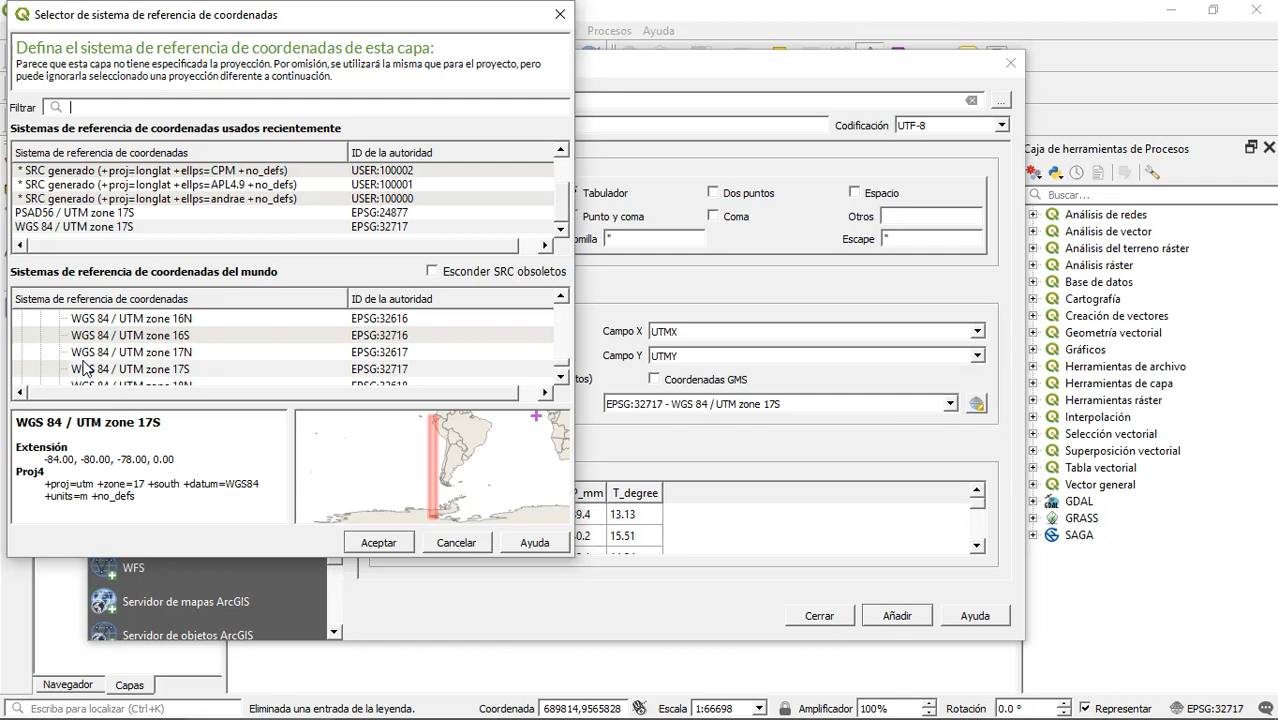 Selector de sistema de referencia de coordenadas
Defina el sistema de referencia de coordenadas de esta capa:
Parece que esta capa no tiene especificada la proyección. Por omisión, se utilizará la misma que para el proyecto, pero
puede ignorarla seleccionado una proyección diferente a continuación.
Filtrar
Sistemas de referencia de coordenadas usados recientemente
Sistema de referencia de coordenadas ID de la autoridad
* SRC generado (+proj=longlat +ellps=CPM +no_defs) USER:100002
* SRC generado (+proj=longlat +ellps=APL4.9 +no_defs) USER:100001
* SRC generado (+proj=longlat +ellps=andrae +no_defs) USER:100000
PSAD56 / UTM zone 17S EPSG:24877
WGS 84 / UTM zone 17S EPSG:32717
Sistemas de referencia de coordenadas del mundo Esconder SRC obsoletos
Sistema de referencia de coordenadas ID de la autoridad
WGS 84 / UTM zone 16N EPSG:32616
WGS 84 / UTM zone 16S EPSG:32716
WGS 84 / UTM zone 17N EPSG:32617
WGS 84 / UTM zone 17S EPSG:32717
WGS 84 / UTM zone 18N EPSG:32618
WGS 84 / UTM zone 17S
Extensión
-84.00, -80.00, -78.00, 0.00
Proj4
+proj=utm +zone=17 +south +datum=WGS84
+units=m +no_defs
Aceptar Cancelar Ayuda
Procesos Ayuda
...
Codificación UTF-8
Tabulador Dos puntos Espacio
Punto y coma Coma Otros
" Escape "
Campo X UTMX
Campo Y UTMY
Coordenadas GMS
EPSG:32717 - WGS 84 / UTM zone 17S
P_mm T_degree
9.4 13.13
0.2 15.51
WFS
Servidor de mapas ArcGIS
Servidor de objetos ArcGIS
Cerrar Añadir Ayuda
Caja de herramientas de Procesos
Buscar...
Análisis de redes
Análisis de vector
Análisis del terreno ráster
Análisis ráster
Base de datos
Cartografía
Creación de vectores
Geometría vectorial
Gráficos
Herramientas de archivo
Herramientas de capa
Herramientas ráster
Interpolación
Selección vectorial
Superposición vectorial
Tabla vectorial
Vector general
GDAL
GRASS
SAGA
Navegador Capas
Escriba para localizar (Ctrl+K) Eliminada una entrada de la leyenda. Coordenada 689814,9565828 Escala 1:66698 Amplificador 100% Rotación 0.0 ° Representar EPSG:32717